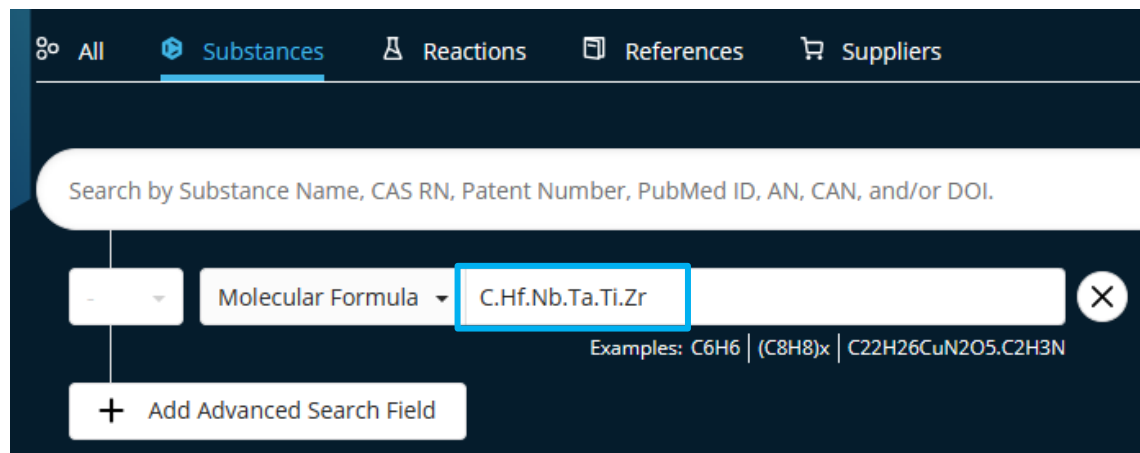 All Substances Reactions References Suppliers
Search by Substance Name, CAS RN, Patent Number, PubMed ID, AN, CAN, and/or DOI.
- Molecular Formula C.Hf.Nb.Ta.Ti.Zr
Examples: C6H6 | (C8H8)x | C22H26CuN2O5.C2H3N
+ Add Advanced Search Field